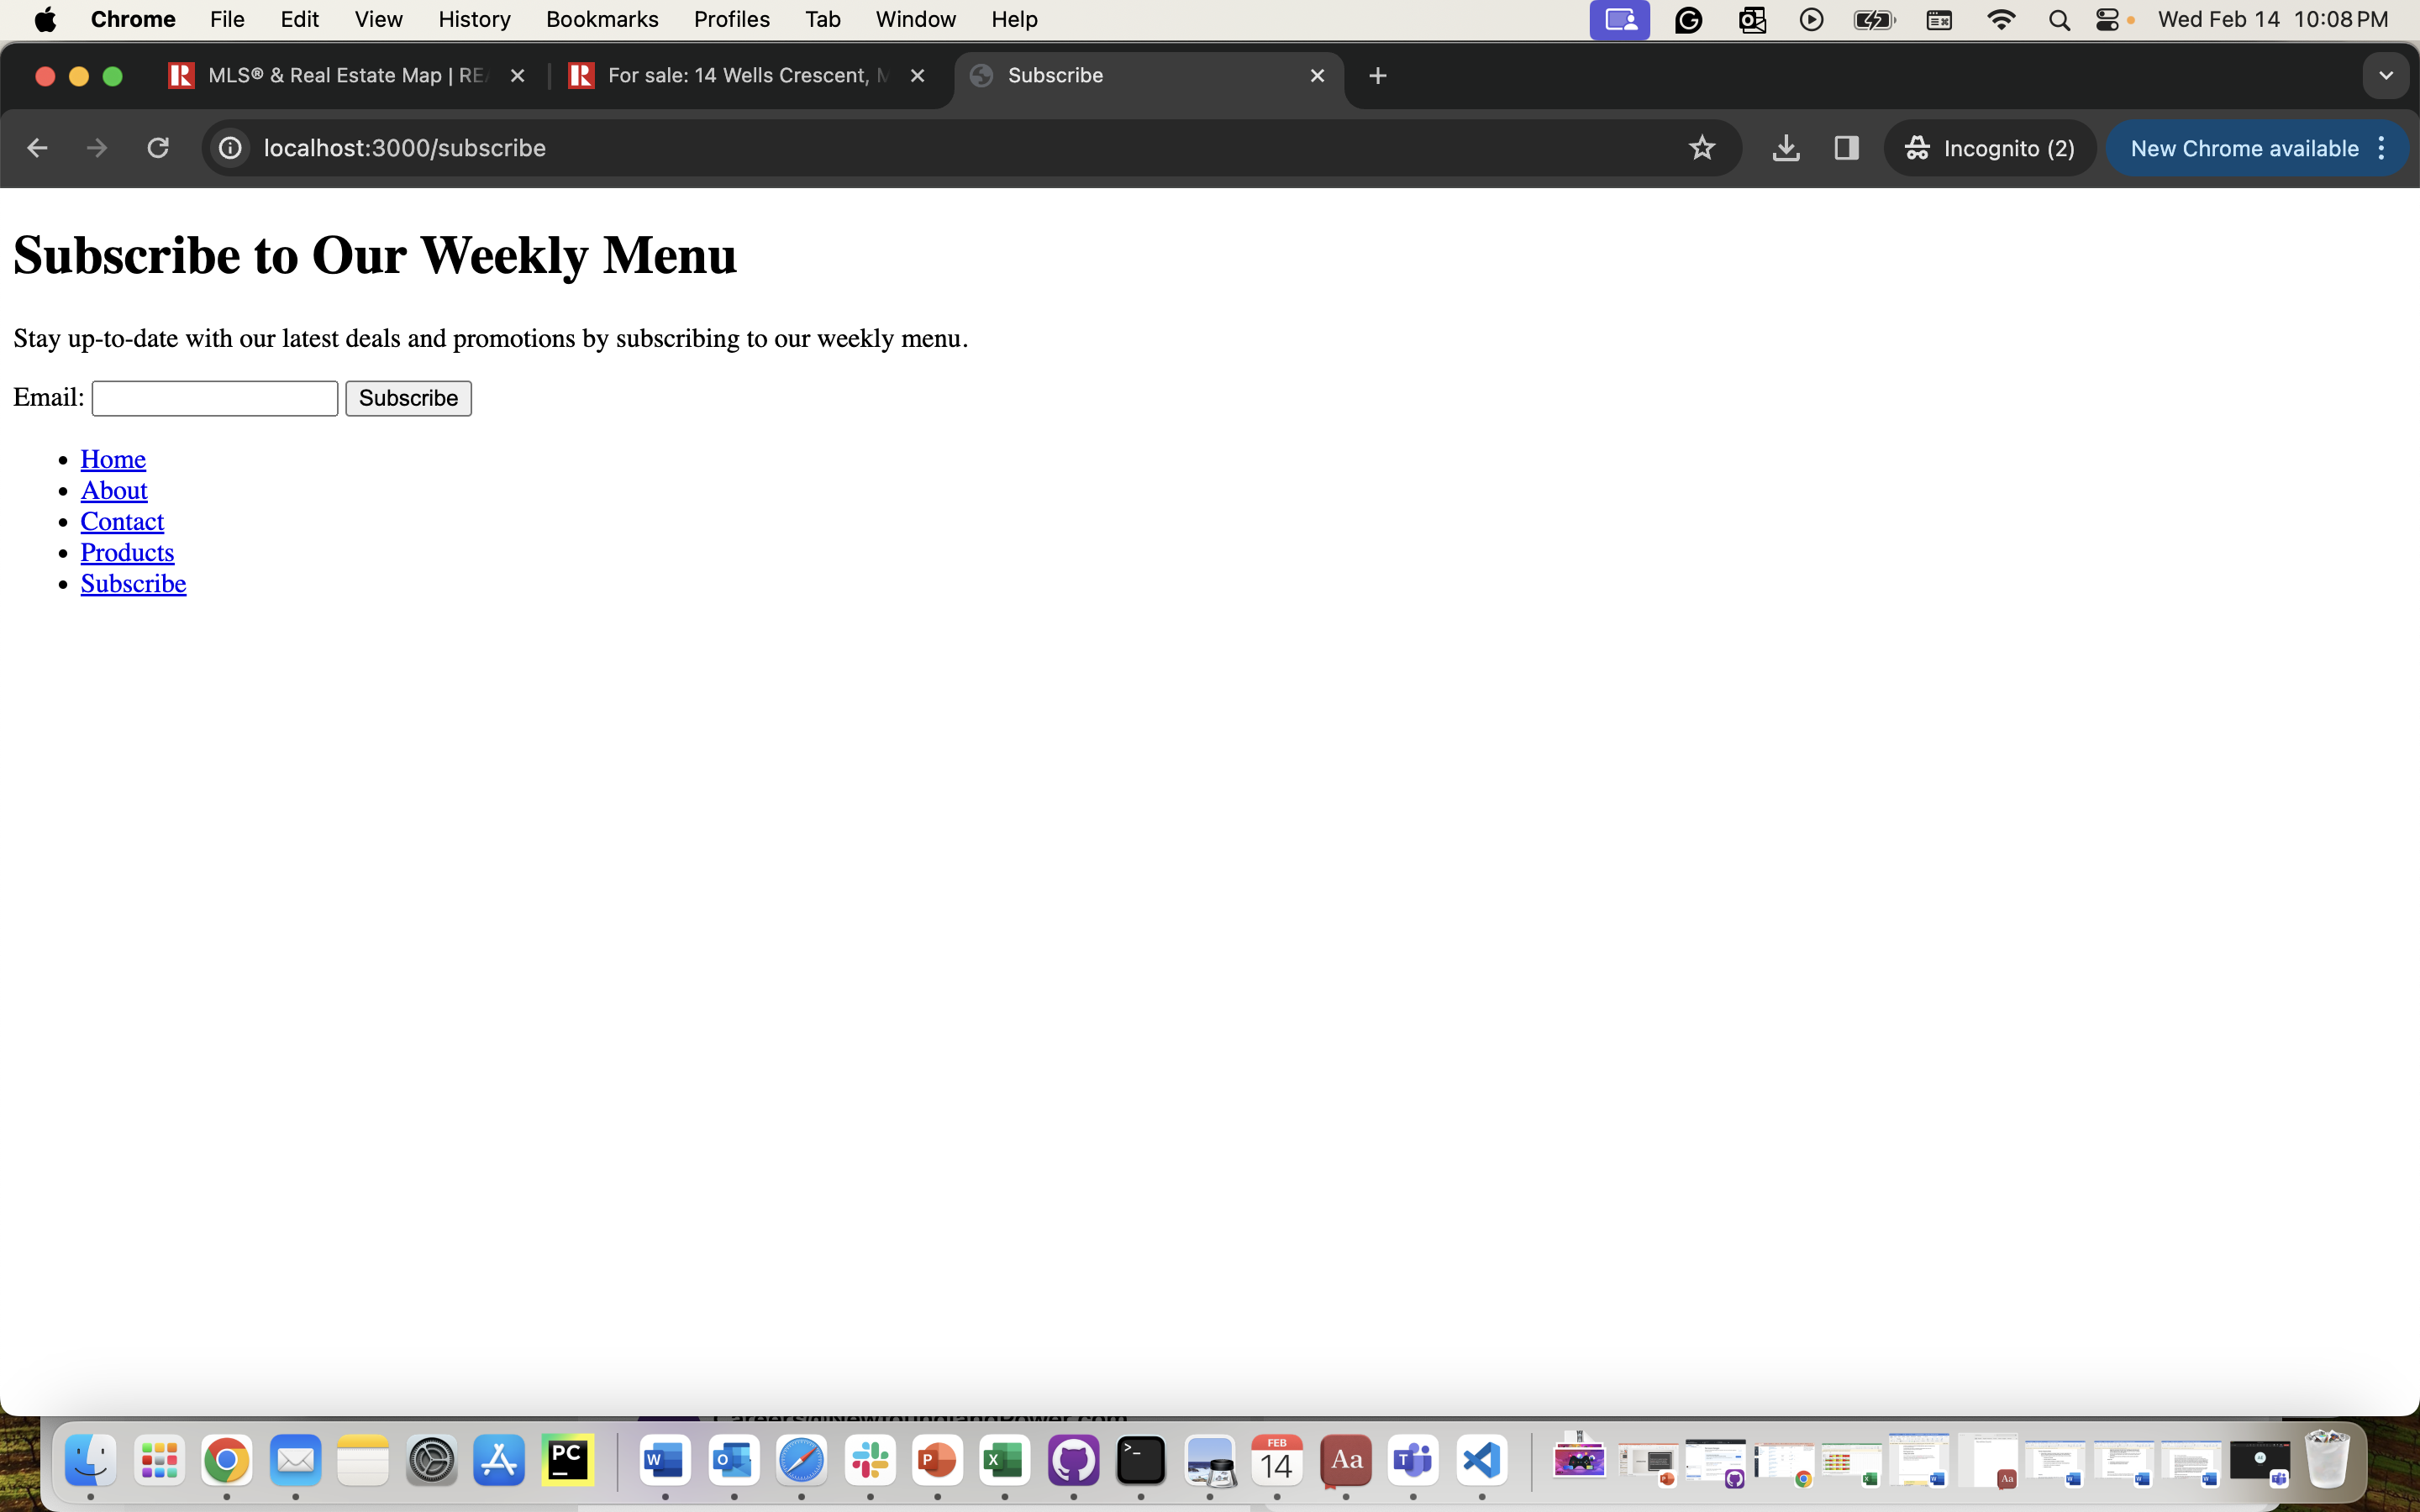 Chrome File Edit View History Bookmarks Profiles Tab Window Help Wed Feb 14 10:08 PM
MLS® & Real Estate Map | RE For sale: 14 Wells Crescent, Subscribe
localhost:3000/subscribe Incognito (2) New Chrome available
Subscribe to Our Weekly Menu
Stay up-to-date with our latest deals and promotions by subscribing to our weekly menu.
Email: Subscribe
Home
About
Contact
Products
Subscribe
PC W O P X FEB 14 Aa T